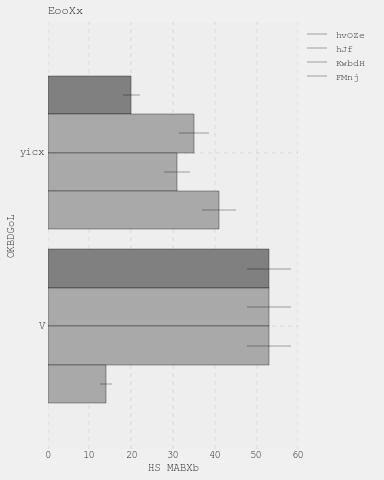 EooXx
hvOZe
hJf
KwbdH
FMnj
yicx
OKBDGoL
V
0 10 20 30 40 50 60
HS MABXb